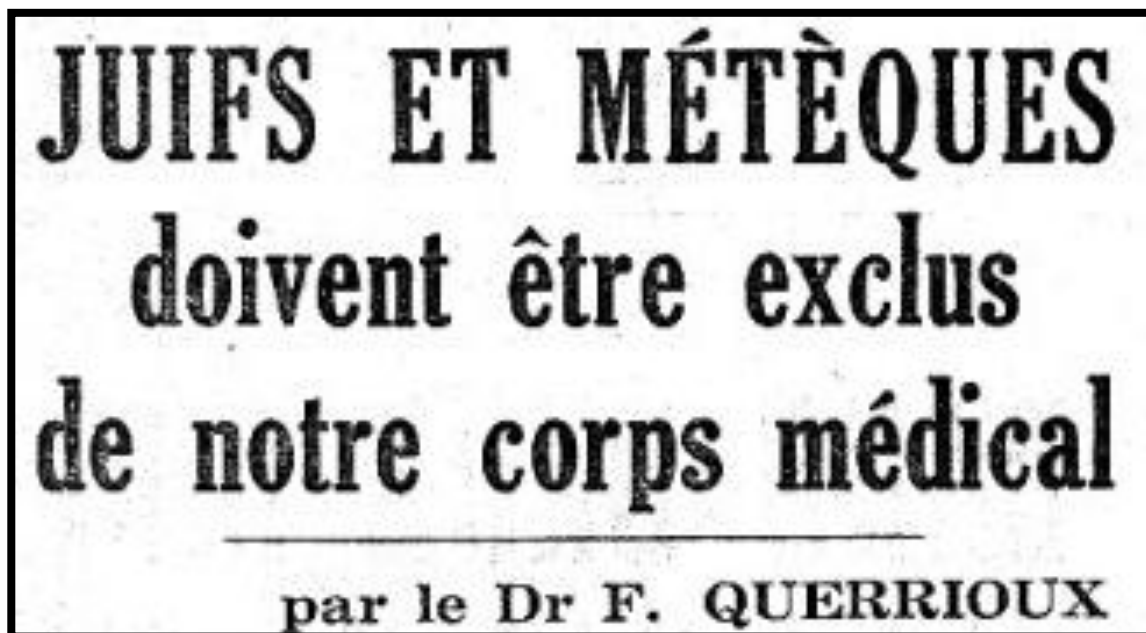 JUIFS ET MÉTÈQUES
doivent être exclus
de notre corps médical
par le Dr F. QUERRIOUX